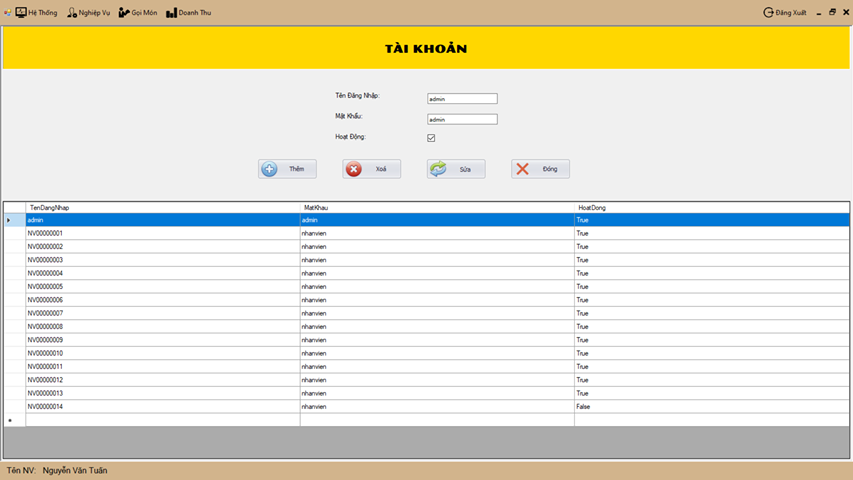 Hệ Thống Nghiệp Vụ Gọi Món Doanh Thu Đăng Xuất
TÀI KHOẢN
Tên Đăng Nhập: admin
Mật Khẩu: admin
Hoạt Động:
Thêm Xoá Sửa Đóng
TenDangNhap MatKhau HoatDong
admin admin True
NV00000001 nhanvien True
NV00000002 nhanvien True
NV00000003 nhanvien True
NV00000004 nhanvien True
NV00000005 nhanvien True
NV00000006 nhanvien True
NV00000007 nhanvien True
NV00000008 nhanvien True
NV00000009 nhanvien True
NV00000010 nhanvien True
NV00000011 nhanvien True
NV00000012 nhanvien True
NV00000013 nhanvien True
NV00000014 nhanvien False
Tên NV: Nguyễn Văn Tuấn